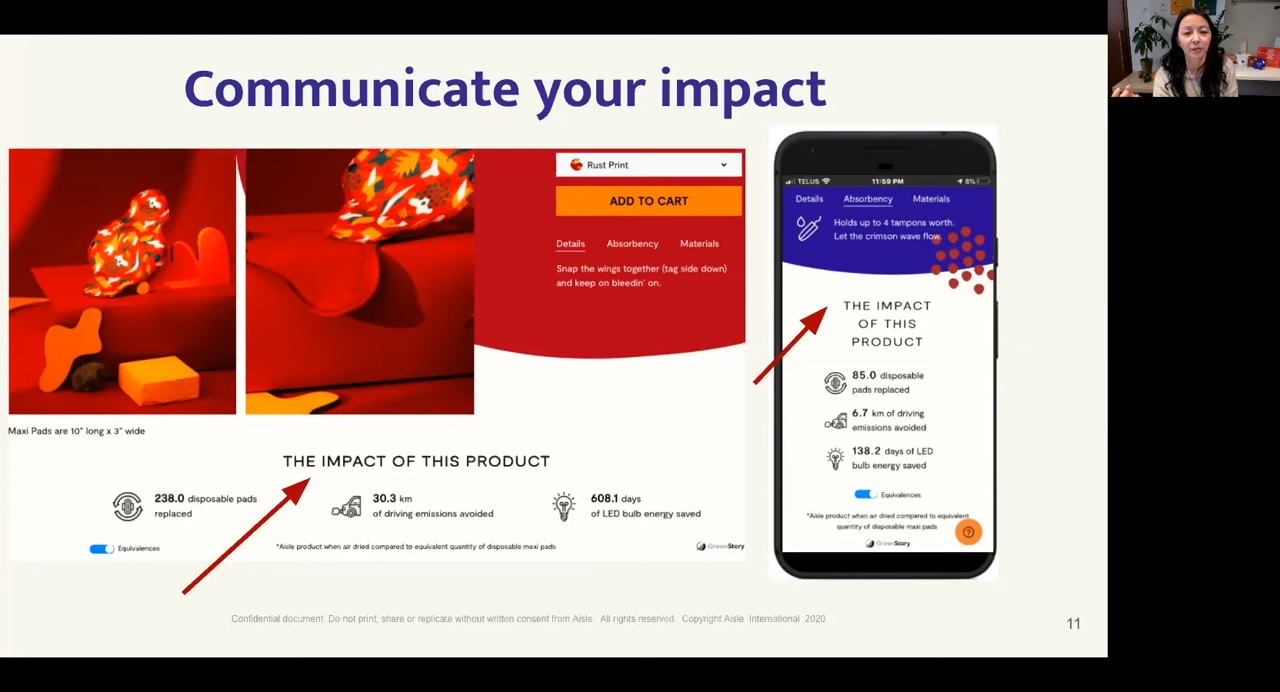 Communicate your impact
Rust Print
ADD TO CART
Details Absorbency Materials
Snap the wings together (tag side down)
and keep on bleedin' on.
Maxi Pads are 10" long x 3" wide
THE IMPACT OF THIS PRODUCT
238.0 disposable pads
replaced
30.3 km
of driving emissions avoided
608.1 days
of LED bulb energy saved
Equivalences
*Aisle product when air dried compared to equivalent quantity of disposable maxi pads
GreenStory
TELUS 11:59 PM 8%
Details Absorbency Materials
Holds up to 4 tampons worth.
Let the crimson wave flow.
THE IMPACT
OF THIS
PRODUCT
85.0 disposable
pads replaced
6.7 km of driving
emissions avoided
138.2 days of LED
bulb energy saved
Equivalences
*Aisle product when air dried compared to equivalent
quantity of disposable maxi pads
GreenStory
Confidential document. Do not print, share or replicate without written consent from Aisle. All rights reserved. Copyright Aisle International 2020
11